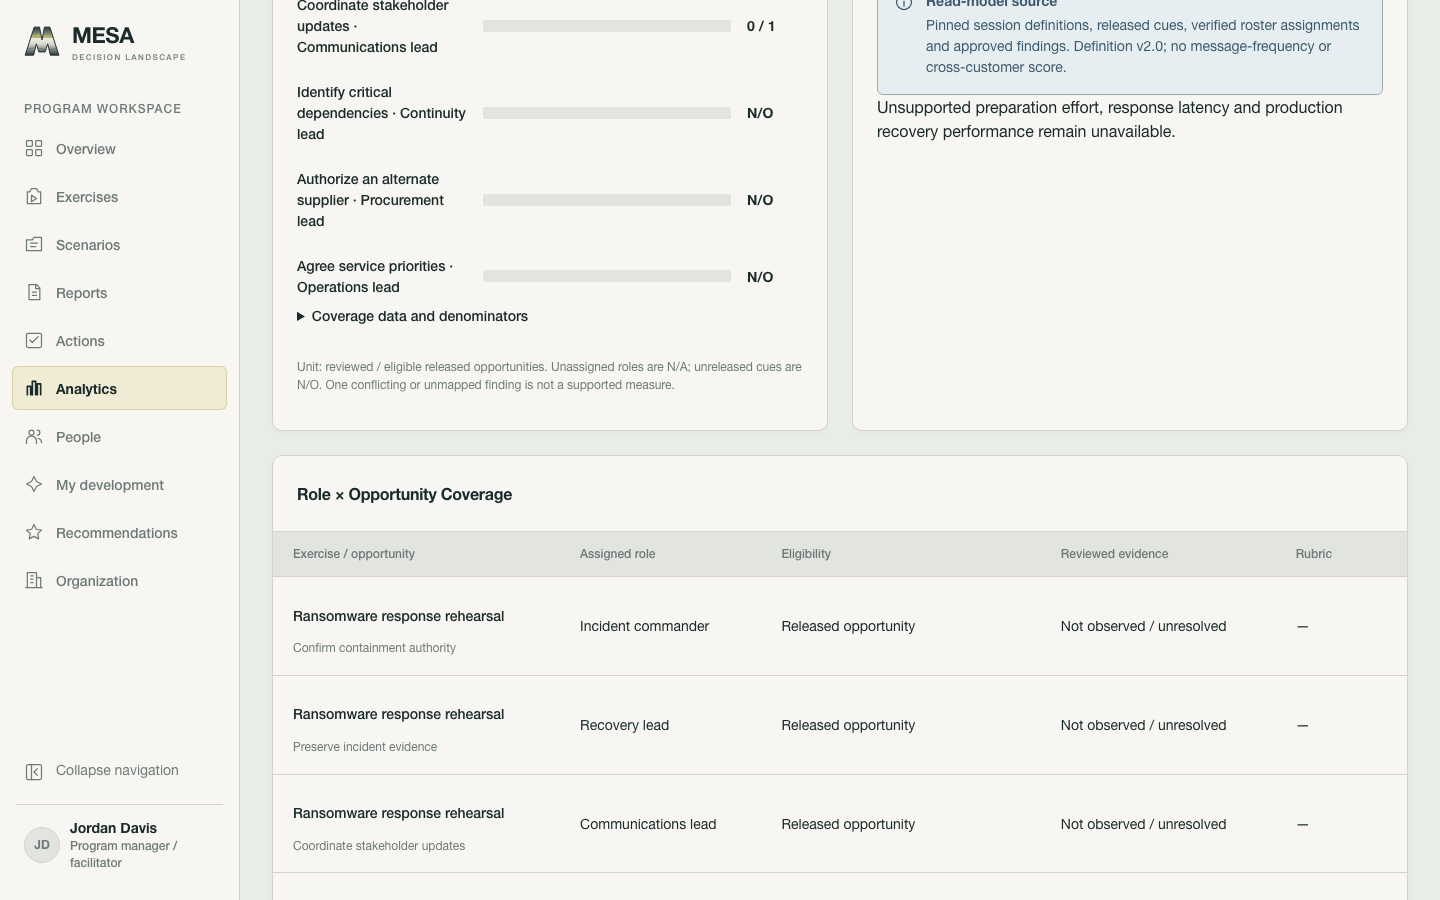 MESA
DECISION LANDSCAPE
PROGRAM WORKSPACE
Overview
Exercises
Scenarios
Reports
Actions
Analytics
People
My development
Recommendations
Organization
Collapse navigation
JD
Jordan Davis
Program manager /
facilitator
Coordinate stakeholder
updates ·
Communications lead
0 / 1
Identify critical
dependencies · Continuity
lead
N/O
Authorize an alternate
supplier · Procurement
lead
N/O
Agree service priorities ·
Operations lead
N/O
Coverage data and denominators
Unit: reviewed / eligible released opportunities. Unassigned roles are N/A; unreleased cues are
N/O. One conflicting or unmapped finding is not a supported measure.
Read-model source
Pinned session definitions, released cues, verified roster assignments
and approved findings. Definition v2.0; no message-frequency or
cross-customer score.
Unsupported preparation effort, response latency and production
recovery performance remain unavailable.
Role × Opportunity Coverage
Exercise / opportunity Assigned role Eligibility Reviewed evidence Rubric
Ransomware response rehearsal
Confirm containment authority
Incident commander Released opportunity Not observed / unresolved —
Ransomware response rehearsal
Preserve incident evidence
Recovery lead Released opportunity Not observed / unresolved —
Ransomware response rehearsal
Coordinate stakeholder updates
Communications lead Released opportunity Not observed / unresolved —